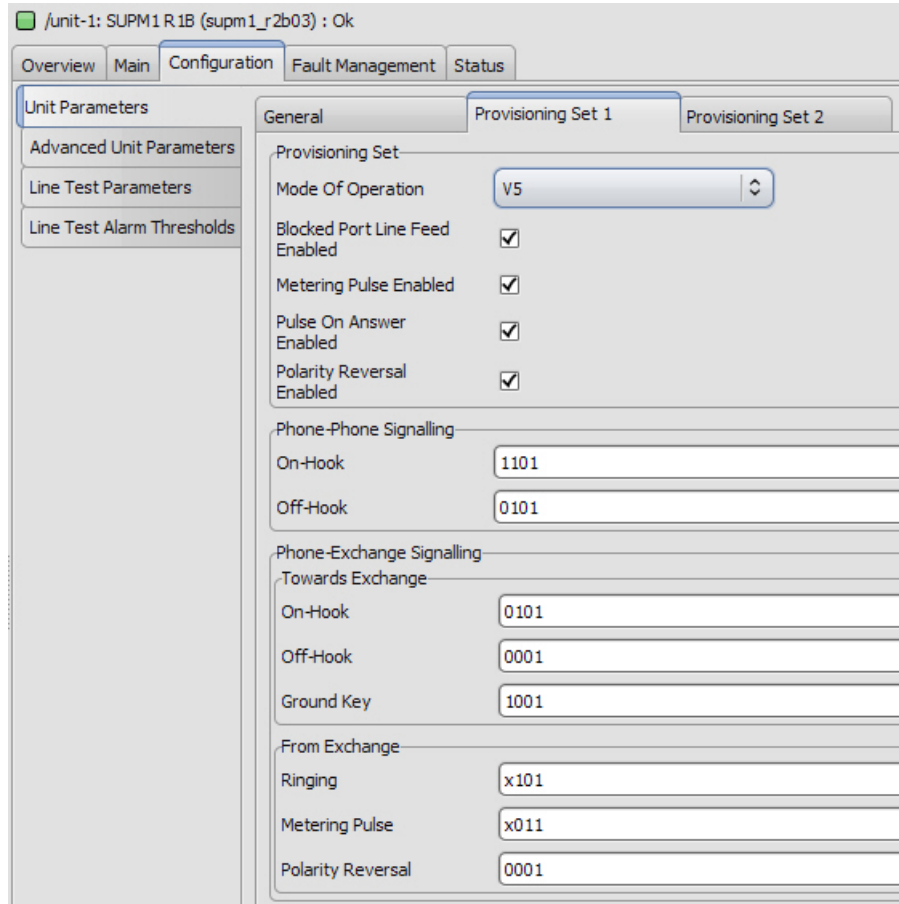 /unit-1: SUPM1 R1B (supm1_r2b03) : Ok
Overview Main Configuration Fault Management Status
Unit Parameters
Advanced Unit Parameters
Line Test Parameters
Line Test Alarm Thresholds
General Provisioning Set 1 Provisioning Set 2
Provisioning Set
Mode Of Operation V5
Blocked Port Line Feed
Enabled
Metering Pulse Enabled
Pulse On Answer
Enabled
Polarity Reversal
Enabled
Phone-Phone Signalling
On-Hook 1101
Off-Hook 0101
Phone-Exchange Signalling
Towards Exchange
On-Hook 0101
Off-Hook 0001
Ground Key 1001
From Exchange
Ringing x101
Metering Pulse x011
Polarity Reversal 0001